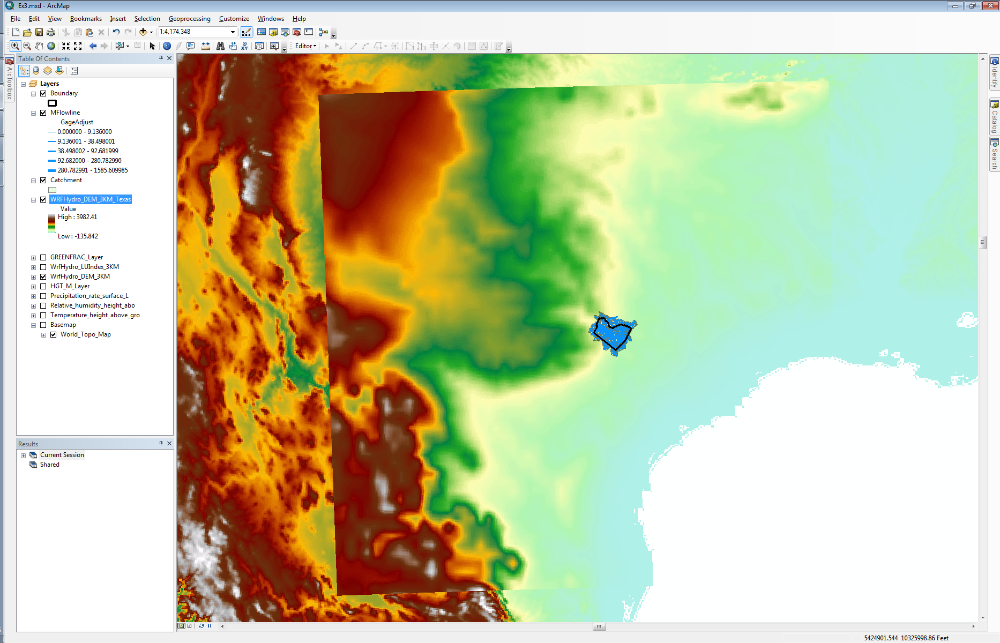 Ex3.mxd - ArcMap
File Edit View Bookmarks Insert Selection Geoprocessing Customize Windows Help
1:4,174,348
Editor
Table Of Contents
ArcToolbox
Layers
Boundary
MFlowline
GageAdjust
0.000000 - 9.136000
9.136001 - 38.498001
38.498002 - 92.681999
92.682000 - 280.782990
280.782991 - 1585.609985
Catchment
WRFHydro_DEM_3KM_Texas
Value
High : 3982.41
Low : -135.842
GREENFRAC_Layer
WrfHydro_LUIndex_3KM
WrfHydro_DEM_3KM
HGT_M_Layer
Precipitation_rate_surface_L
Relative_humidity_height_abo
Temperature_height_above_gro
Basemap
World_Topo_Map
Results
Current Session
Shared
Identify
Catalog
Search
5424901.544 10325998.86 Feet